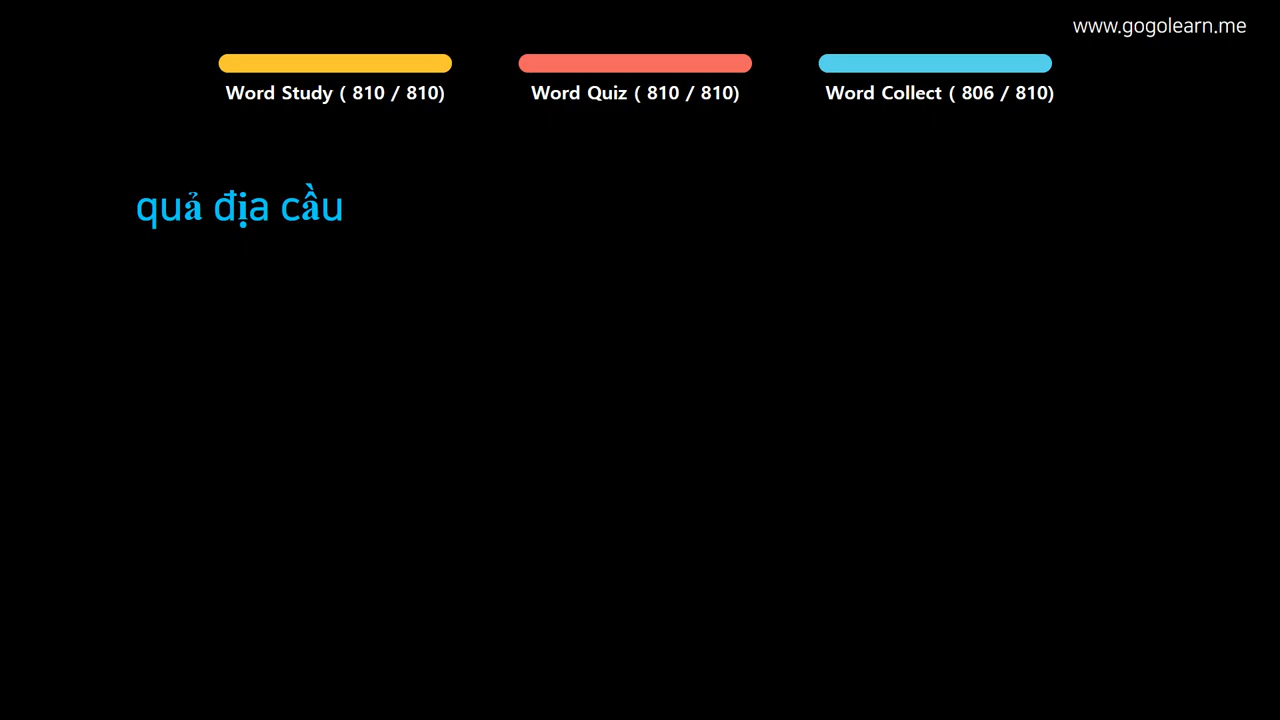 www.gogolearn.me
Word Study ( 810 / 810)
Word Quiz ( 810 / 810)
Word Collect ( 806 / 810)
quả địa cầu